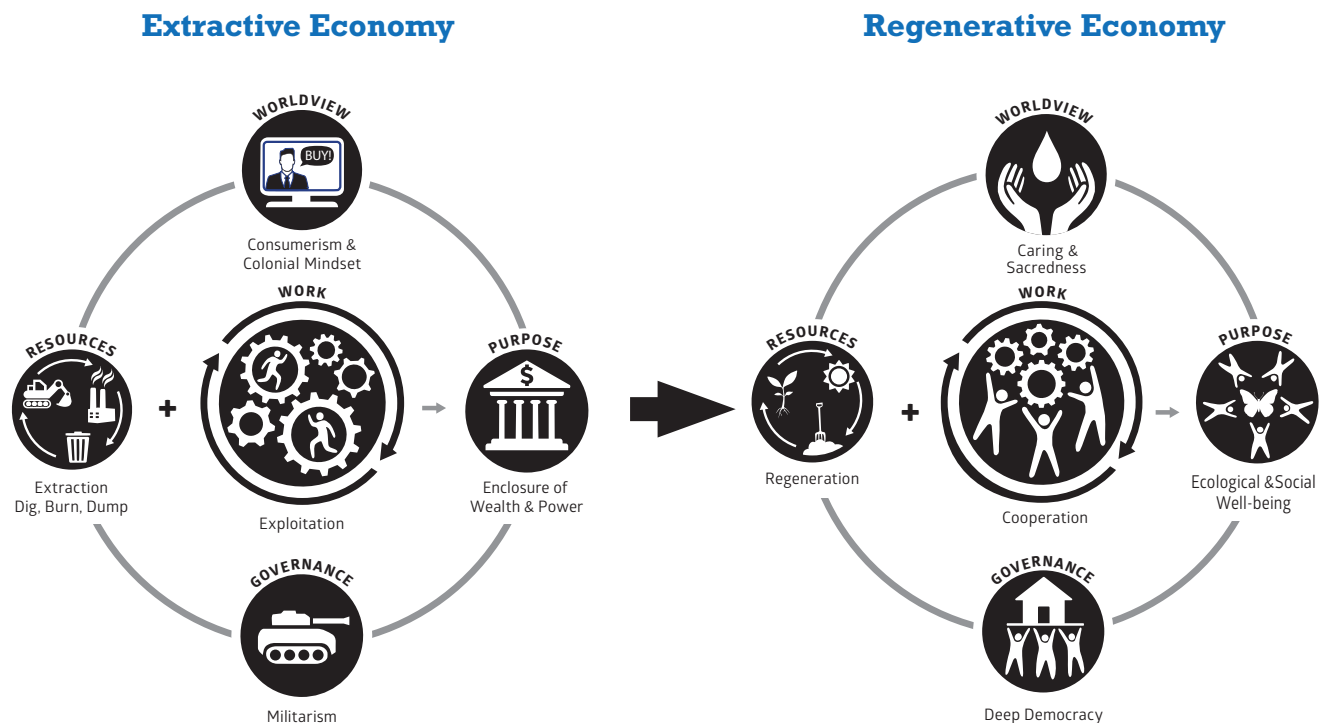 Extractive Economy
WORLDVIEW
BUY!
Consumerism &
Colonial Mindset
RESOURCES
Extraction
Dig, Burn, Dump
+
WORK
Exploitation
PURPOSE
$
Enclosure of
Wealth & Power
GOVERNANCE
Militarism
Regenerative Economy
WORLDVIEW
Caring &
Sacredness
RESOURCES
Regeneration
+
WORK
Cooperation
PURPOSE
Ecological &Social
Well-being
GOVERNANCE
Deep Democracy